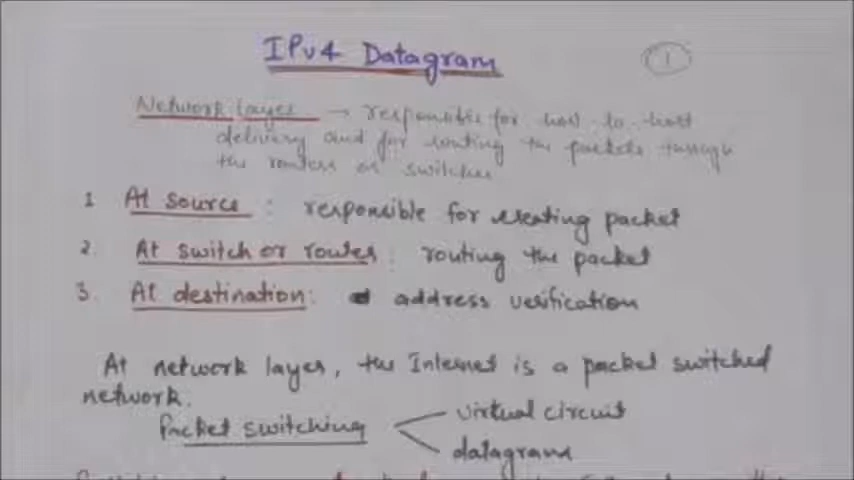 IPv4 Datagram
1
Network layer → responsible for host to host
delivery and for routing the packets through
the routers or switches
1 At source : responsible for creating packet
2. At switch or router : routing the packet
3. At destination: address verification
At network layer, the Internet is a packet switched
network.
Packet switching
virtual circuit
datagram